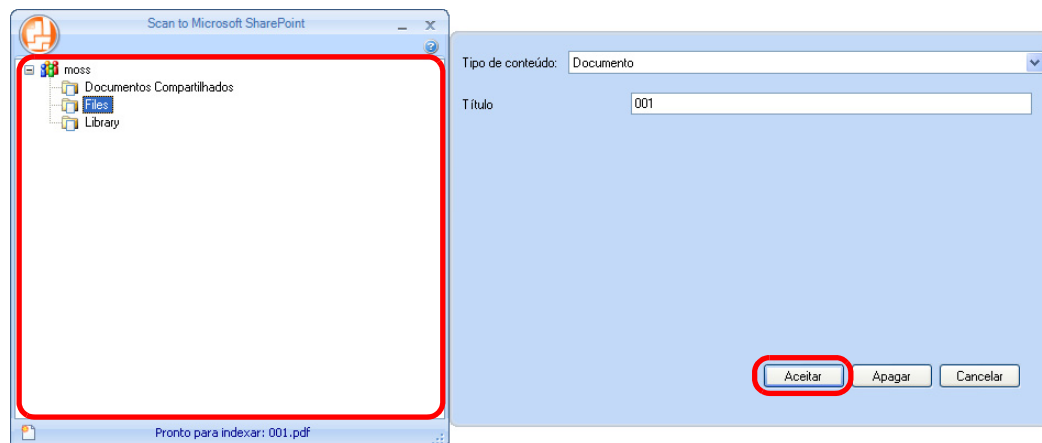 Scan to Microsoft SharePoint
moss
Documentos Compartilhados
Files
Library
Pronto para indexar: 001.pdf
Tipo de conteúdo: Documento
Título 001
Aceitar Apagar Cancelar